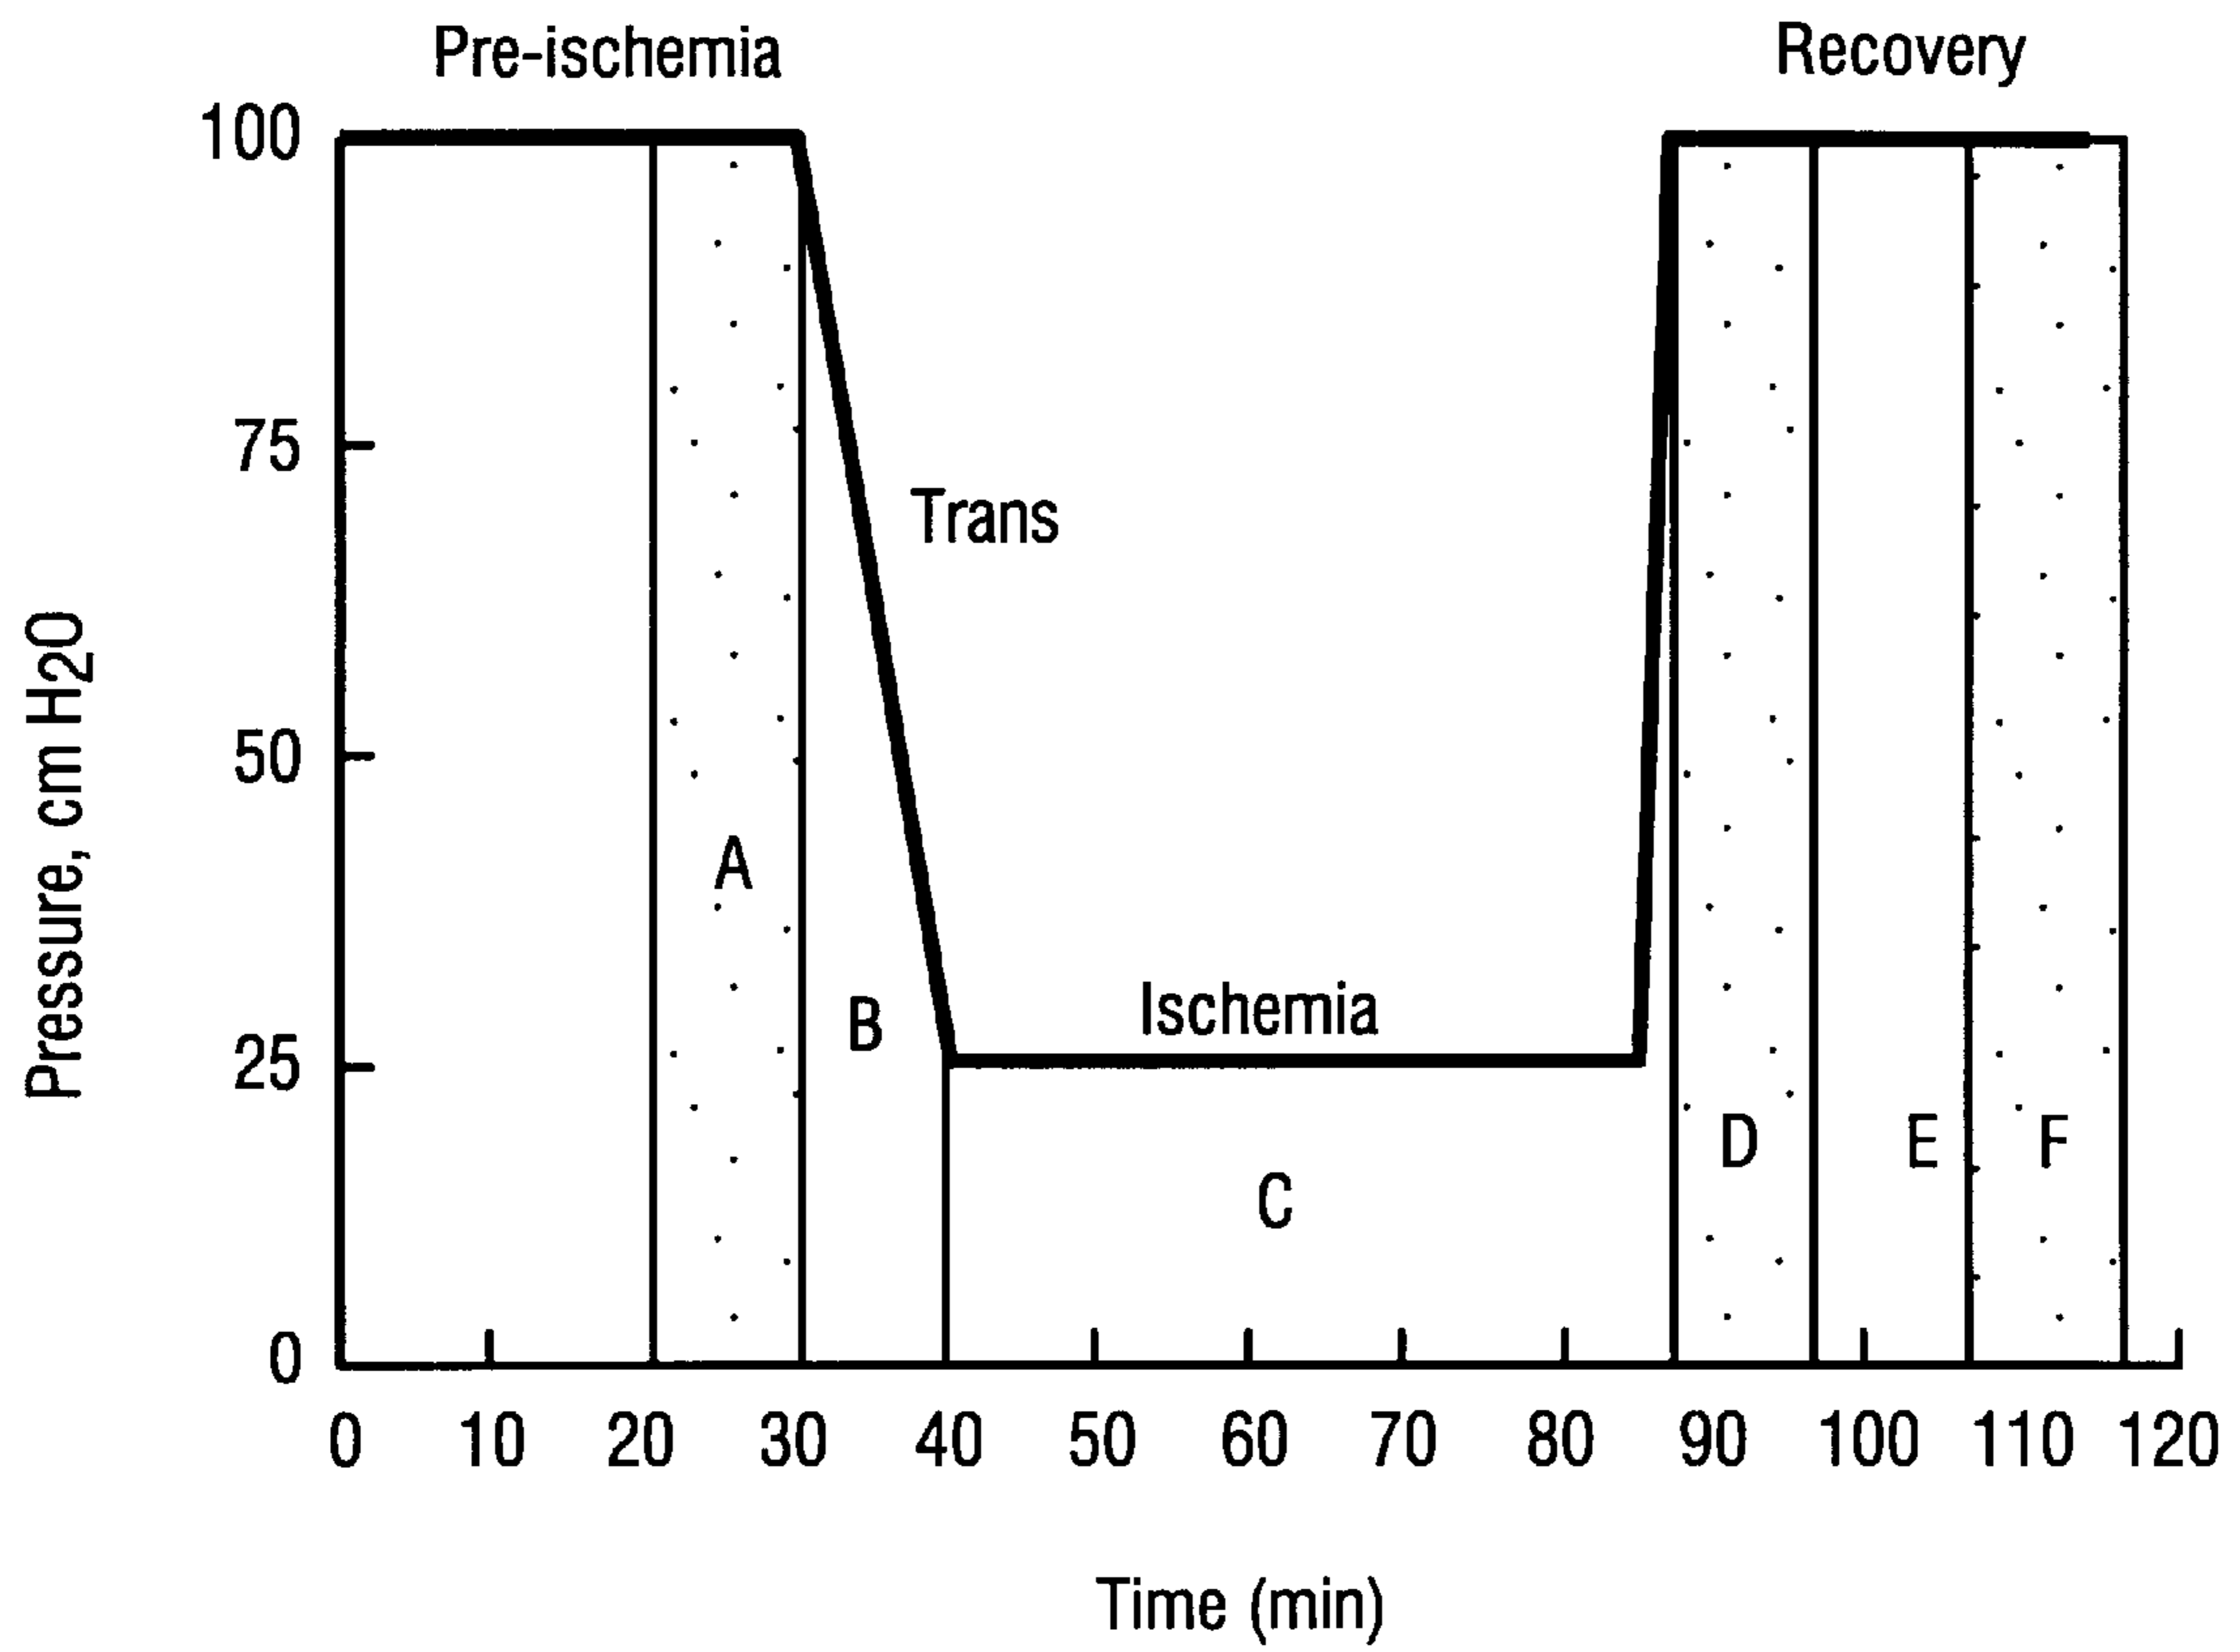 Pre-ischemia
Recovery
100
75
50
25
0
Pressure, cm H2O
Trans
Ischemia
A
B
C
D
E
F
0 10 20 30 40 50 60 70 80 90 100 110 120
Time (min)